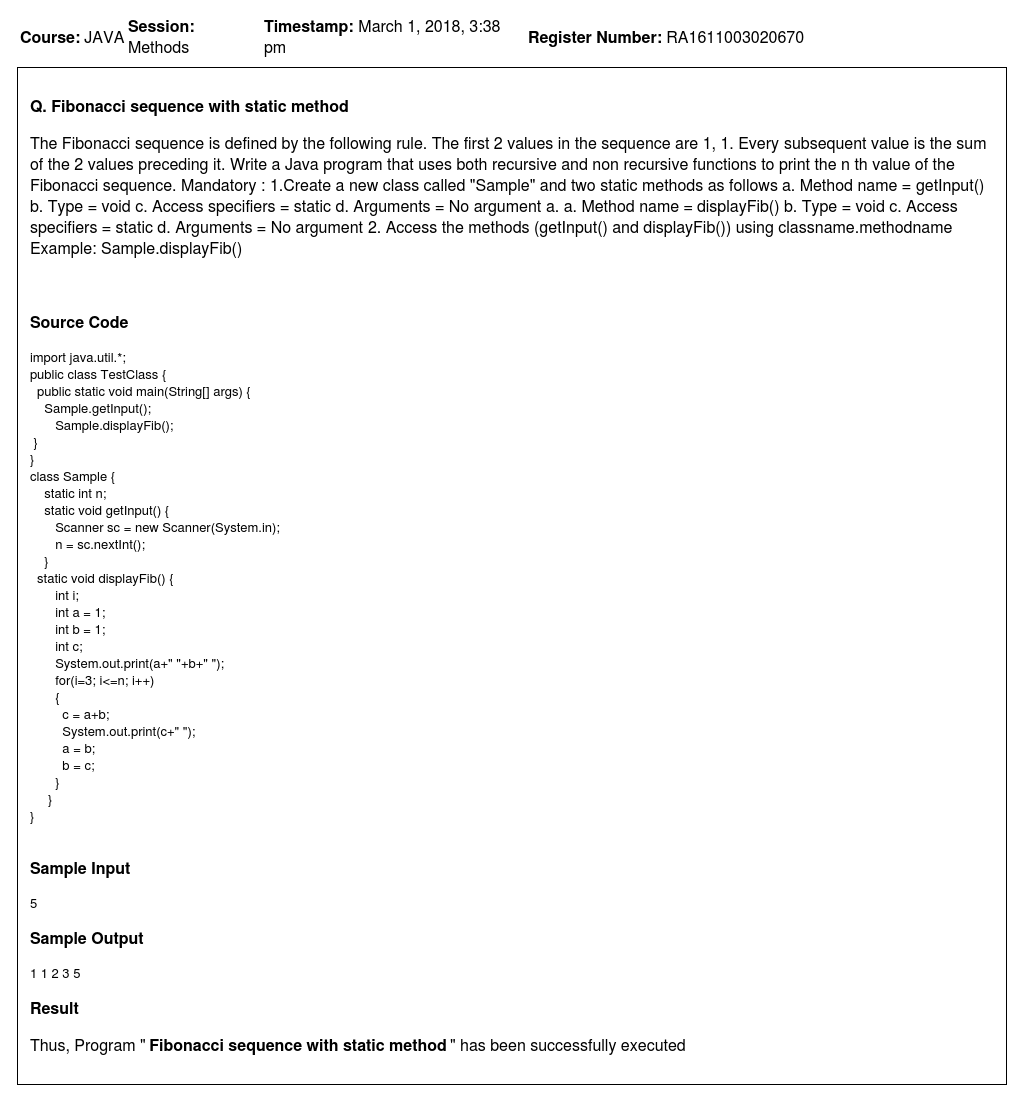 Course: JAVA Session: Methods Timestamp: March 1, 2018, 3:38 pm Register Number: RA1611003020670
Q. Fibonacci sequence with static method
The Fibonacci sequence is defined by the following rule. The first 2 values in the sequence are 1, 1. Every subsequent value is the sum
of the 2 values preceding it. Write a Java program that uses both recursive and non recursive functions to print the n th value of the
Fibonacci sequence. Mandatory : 1.Create a new class called "Sample" and two static methods as follows a. Method name = getInput()
b. Type = void c. Access specifiers = static d. Arguments = No argument a. a. Method name = displayFib() b. Type = void c. Access
specifiers = static d. Arguments = No argument 2. Access the methods (getInput() and displayFib()) using classname.methodname
Example: Sample.displayFib()
Source Code
import java.util.*;
public class TestClass {
  public static void main(String[] args) {
    Sample.getInput();
       Sample.displayFib();
 }
}
class Sample {
    static int n;
    static void getInput() {
       Scanner sc = new Scanner(System.in);
       n = sc.nextInt();
    }
  static void displayFib() {
       int i;
       int a = 1;
       int b = 1;
       int c;
       System.out.print(a+" "+b+" ");
       for(i=3; i<=n; i++)
       {
         c = a+b;
         System.out.print(c+" ");
         a = b;
         b = c;
       }
     }
}
Sample Input
5
Sample Output
1 1 2 3 5
Result
Thus, Program " Fibonacci sequence with static method " has been successfully executed